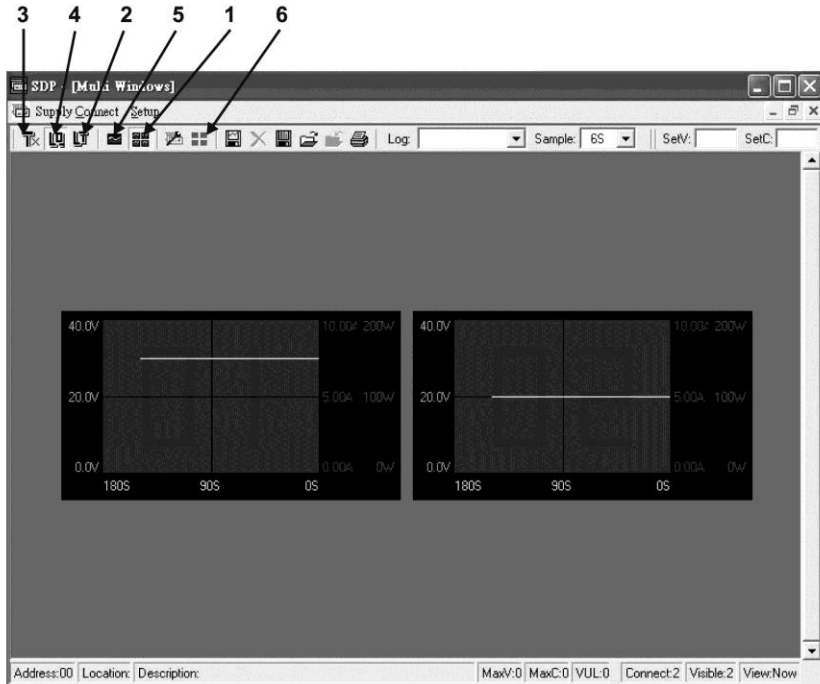 3 4 2 5 1 6
SDP - [Multi Windows]
Supply Connect Setup
Log: Sample: 6S SetV: SetC:
40.0V 10.00A 200W 40.0V 10.00A 200W
20.0V 5.00A 100W 20.0V 5.00A 100W
0.0V 0.00A 0W 0.0V 0.00A 0W
180S 90S 0S 180S 90S 0S
Address:00 Location: Description: MaxV:0 MaxC:0 VUL:0 Connect:2 Visible:2 View:Now